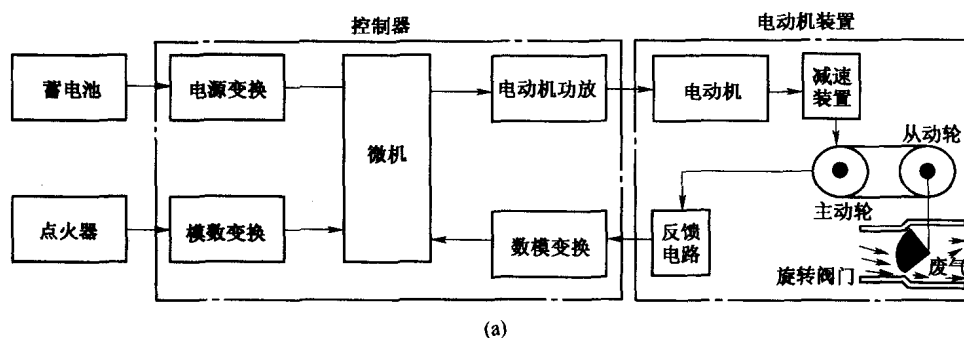 控制器
电动机装置
蓄电池
电源变换
微机
电动机功放
电动机
减速
装置
从动轮
主动轮
点火器
模数变换
数模变换
反馈
电路
旋转阀门
废气
(a)